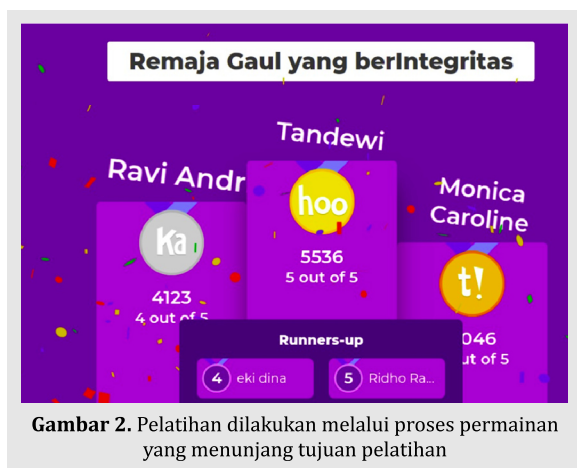 Remaja Gaul yang berIntegritas
Tandewi
Ravi Andr
Monica
Caroline
hoo
Ka
t!
5536
5 out of 5
4123
4 out of 5
046
ut of 5
Runners-up
4 eki dina
5 Ridho Ra...
Gambar 2. Pelatihan dilakukan melalui proses permainan
yang menunjang tujuan pelatihan